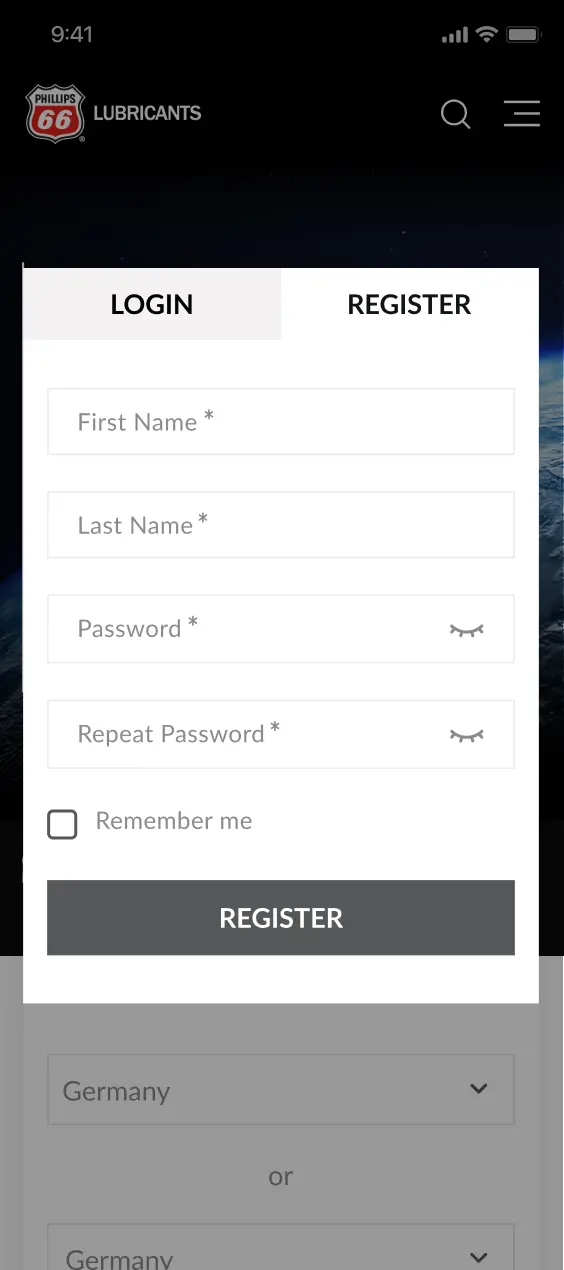 9:41
PHILLIPS
66
®
LUBRICANTS
LOGIN
REGISTER
First Name *
Last Name *
Password *
Repeat Password *
Remember me
REGISTER
Germany
or
Germany